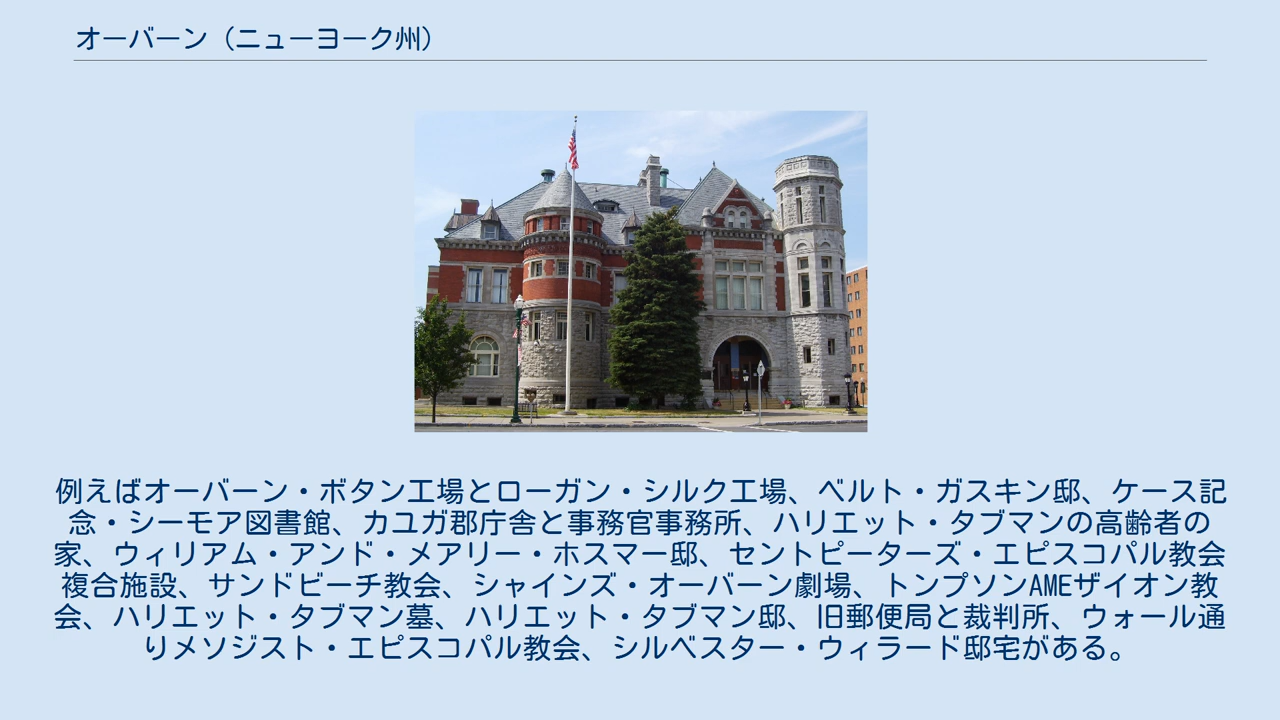 オーバーン（ニューヨーク州）
例えばオーバーン・ボタン工場とローガン・シルク工場、ベルト・ガスキン邸、ケース記
念・シーモア図書館、カユガ郡庁舎と事務官事務所、ハリエット・タブマンの高齢者の
家、ウィリアム・アンド・メアリー・ホスマー邸、セントピーターズ・エピスコパル教会
複合施設、サンドビーチ教会、シャインズ・オーバーン劇場、トンプソンAMEザイオン教
会、ハリエット・タブマン墓、ハリエット・タブマン邸、旧郵便局と裁判所、ウォール通
りメソジスト・エピスコパル教会、シルベスター・ウィラード邸宅がある。